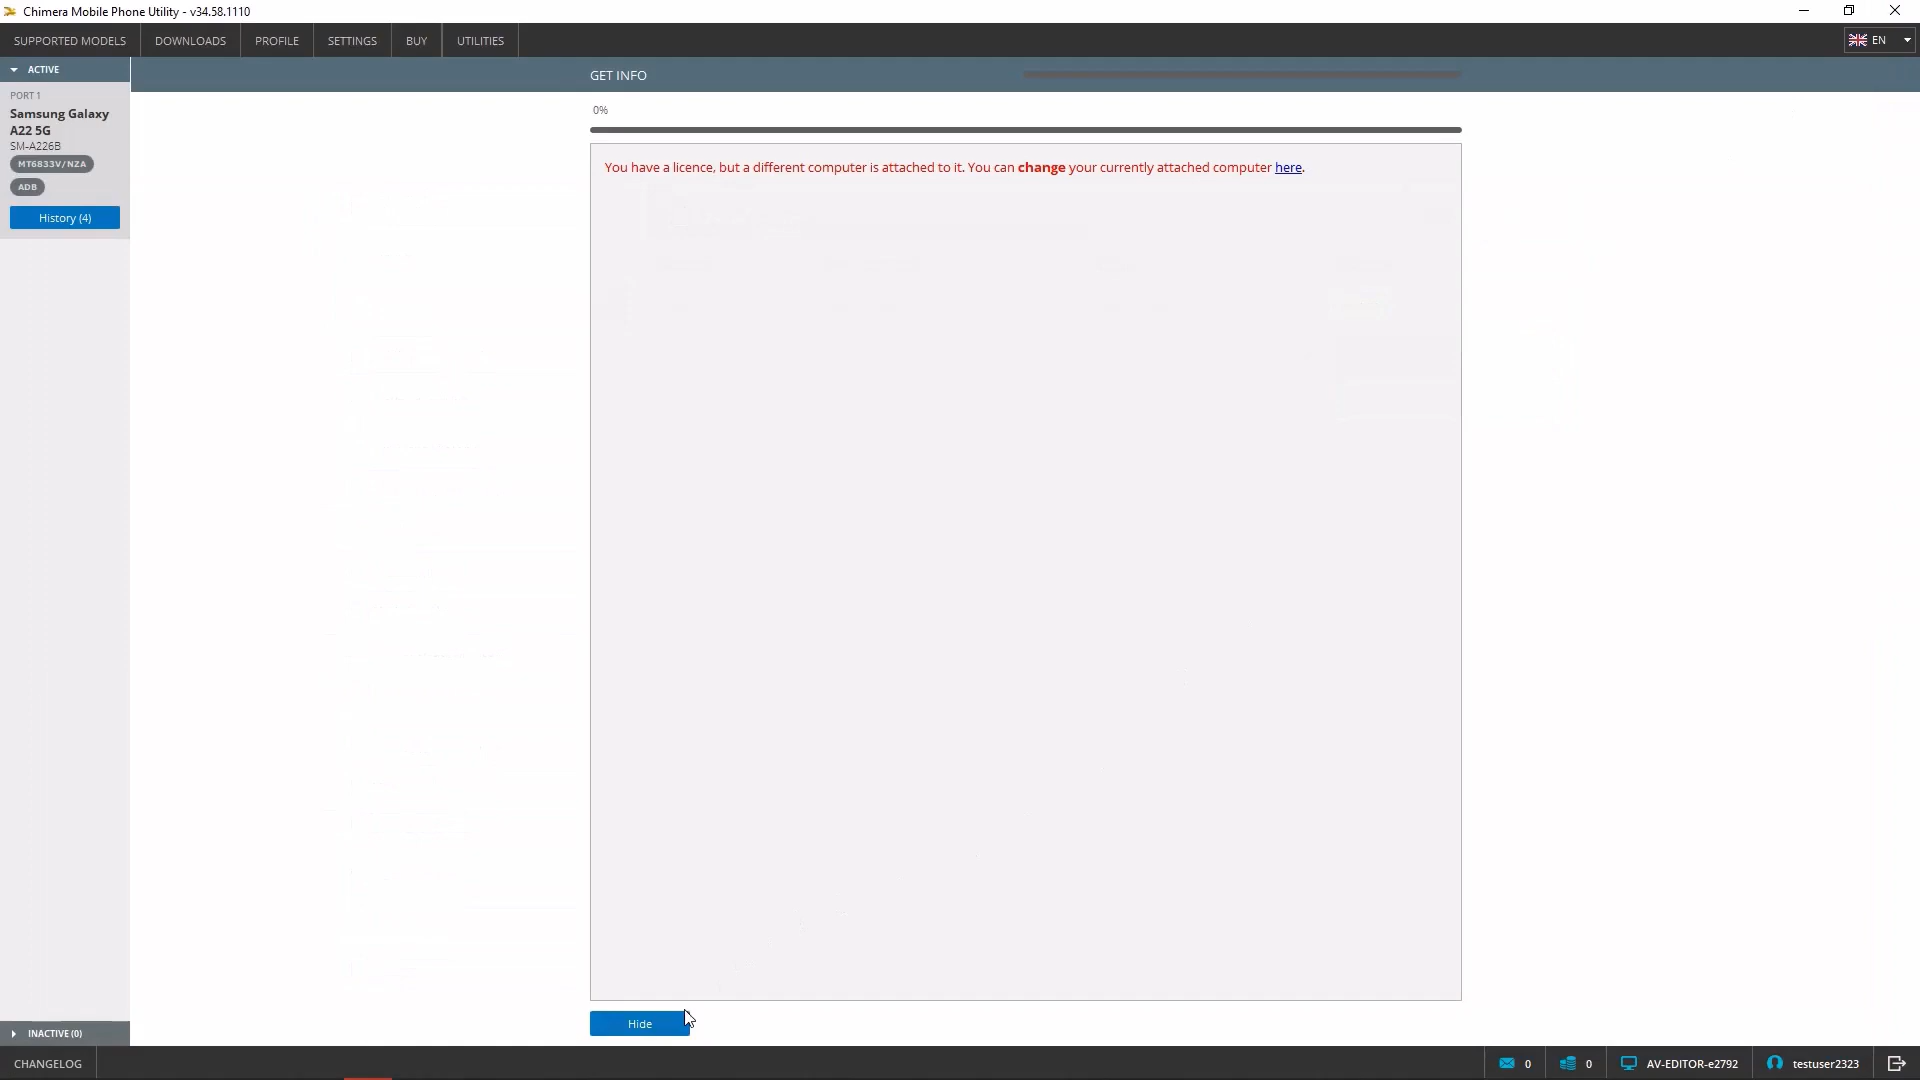 Chimera Mobile Phone Utility - v34.58.1110
SUPPORTED MODELS DOWNLOADS PROFILE SETTINGS BUY UTILITIES EN
ACTIVE
GET INFO
PORT 1
Samsung Galaxy
A22 5G
SM-A226B
MT6833V/NZA
ADB
History (4)
0%
You have a licence, but a different computer is attached to it. You can change your currently attached computer here.
Hide
INACTIVE (0)
CHANGELOG 0 0 AV-EDITOR-e2792 testuser2323